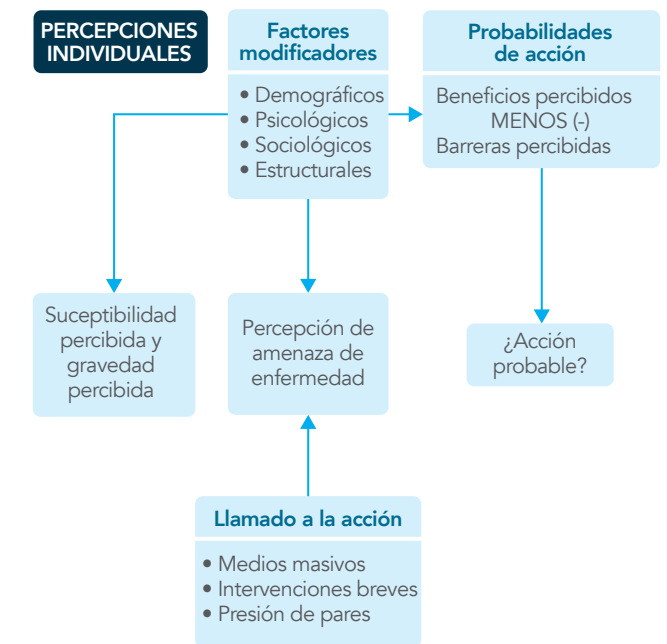 PERCEPCIONES
INDIVIDUALES
Factores
modificadores
• Demográficos
• Psicológicos
• Sociológicos
• Estructurales
Probabilidades
de acción
Beneficios percibidos
MENOS (-)
Barreras percibidas
Suceptibilidad
percibida y
gravedad
percibida
Percepción de
amenaza de
enfermedad
¿Acción
probable?
Llamado a la acción
• Medios masivos
• Intervenciones breves
• Presión de pares